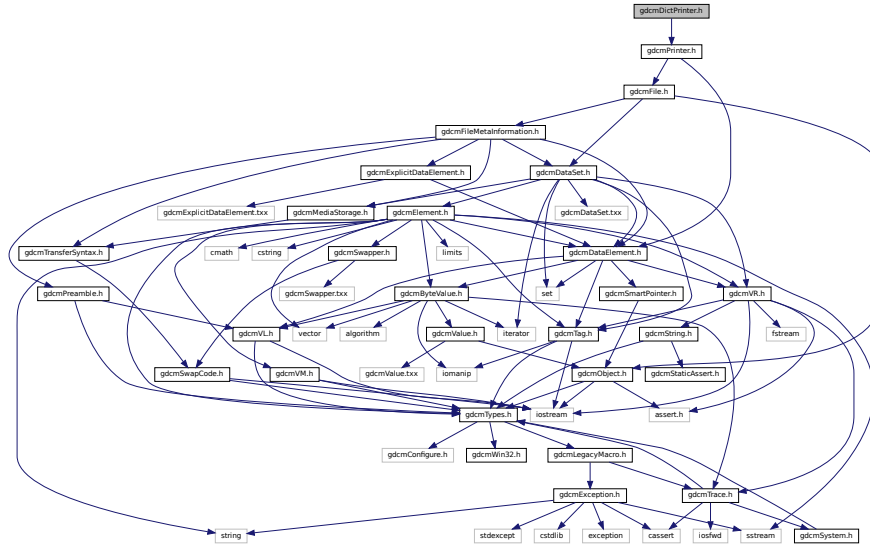 gdcmDictPrinter.h
gdcmPrinter.h
gdcmFile.h
gdcmFileMetaInformation.h
gdcmExplicitDataElement.h
gdcmDataSet.h
gdcmExplicitDataElement.txx
gdcmMediaStorage.h
gdcmElement.h
gdcmDataSet.txx
gdcmTransferSyntax.h
cmath
cstring
gdcmSwapper.h
limits
gdcmDataElement.h
gdcmPreamble.h
gdcmSwapper.txx
gdcmByteValue.h
set
gdcmSmartPointer.h
gdcmVR.h
gdcmVL.h
vector
algorithm
gdcmValue.h
iterator
gdcmTag.h
gdcmString.h
fstream
gdcmSwapCode.h
gdcmVM.h
gdcmValue.txx
iomanip
gdcmObject.h
gdcmStaticAssert.h
gdcmTypes.h
iostream
assert.h
gdcmConfigure.h
gdcmWin32.h
gdcmLegacyMacro.h
gdcmException.h
gdcmTrace.h
string
stdexcept
cstdlib
exception
cassert
iosfwd
sstream
gdcmSystem.h